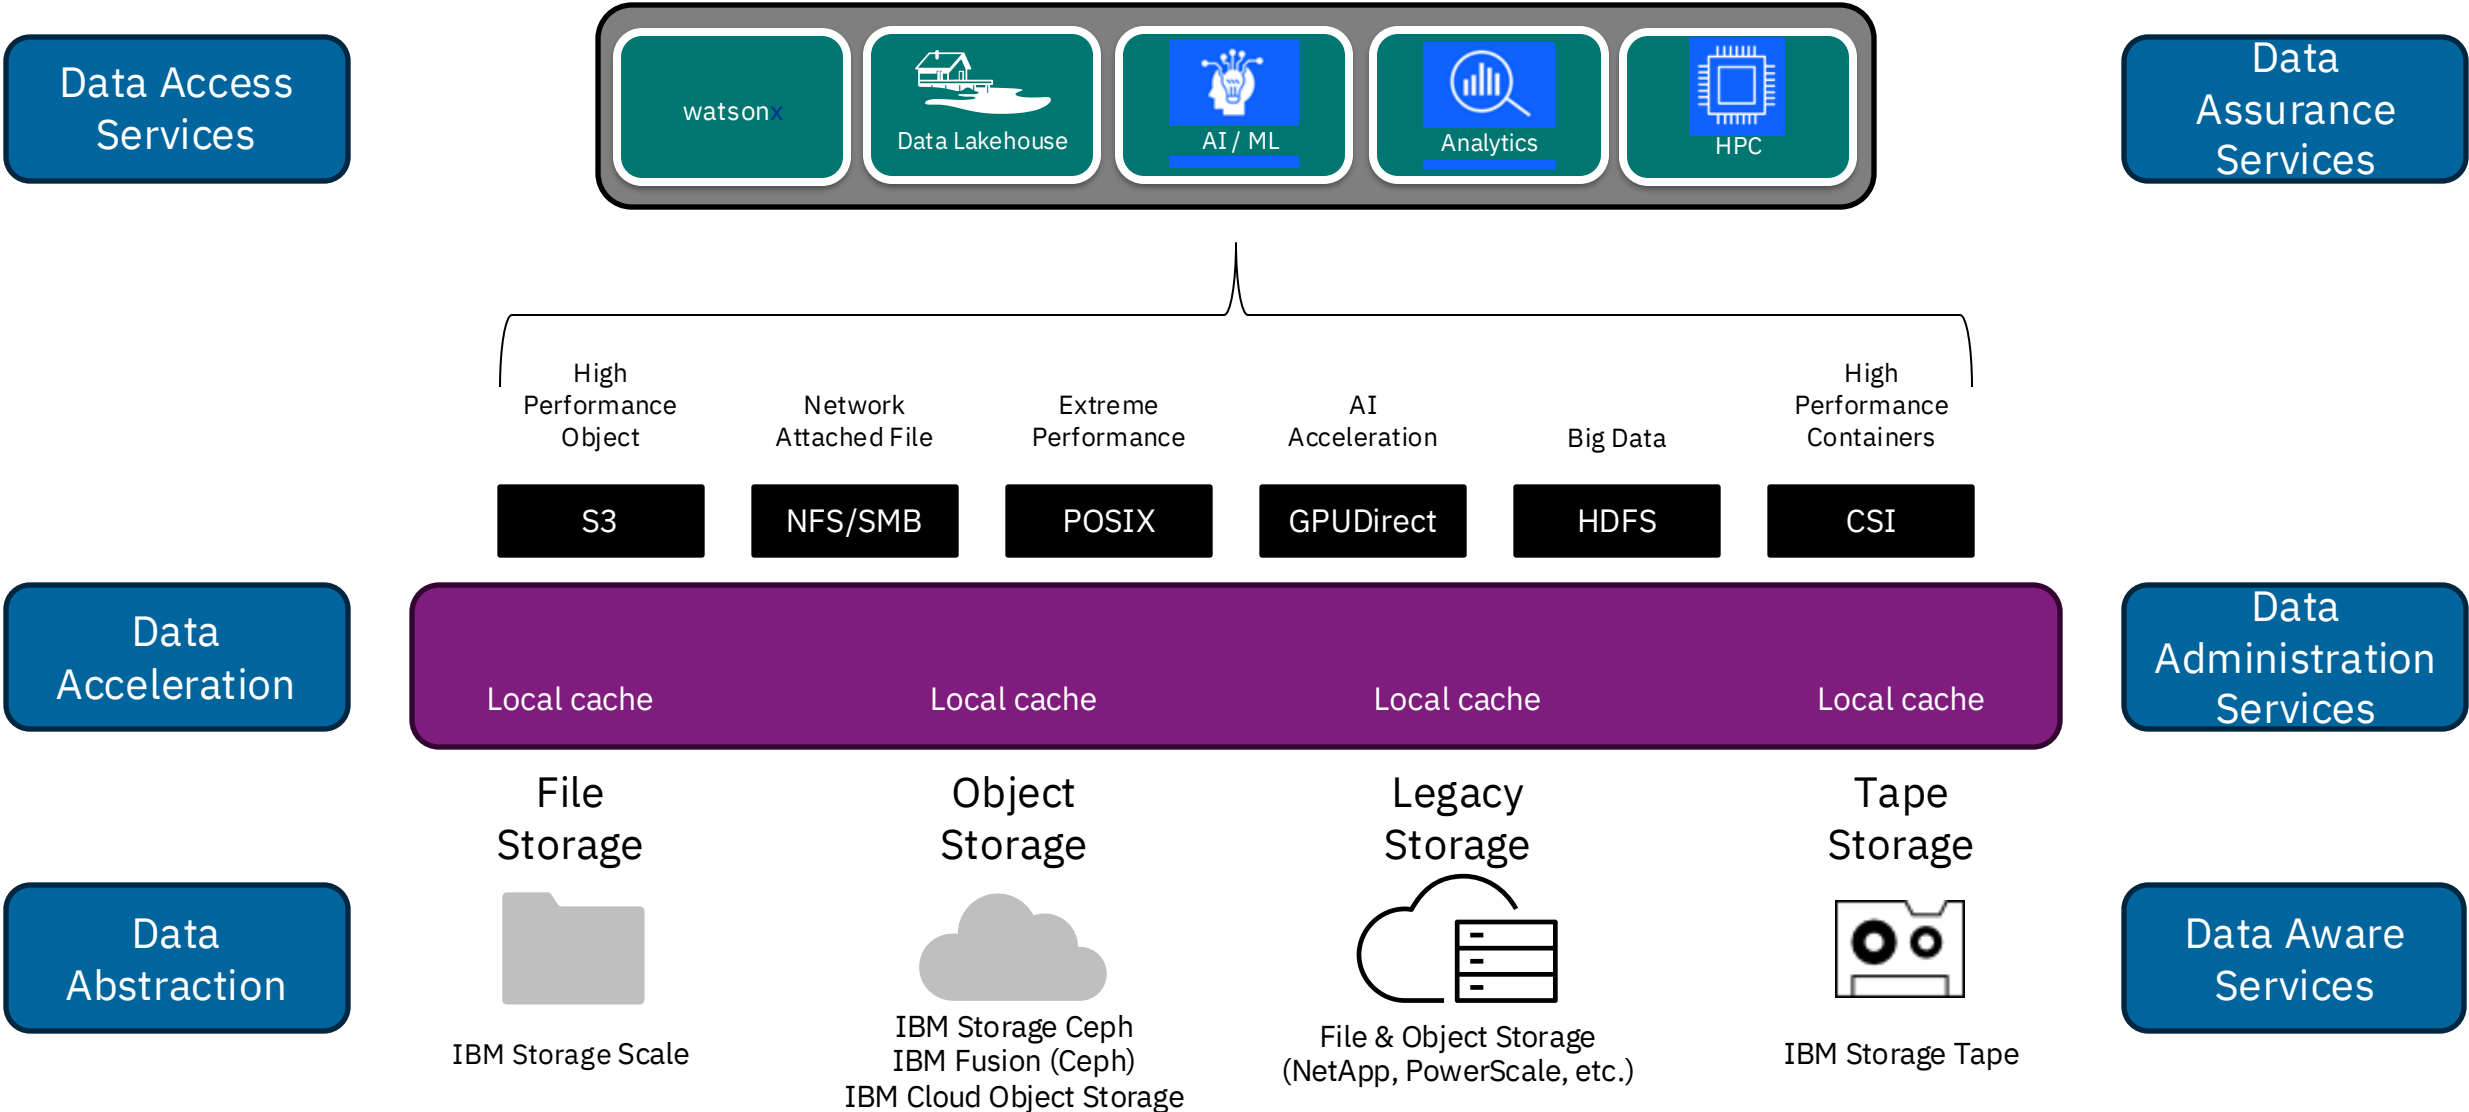 Data Access
Services
watsonx
Data Lakehouse
AI / ML
Analytics
HPC
Data
Assurance
Services
High
Performance
Object
Network
Attached File
Extreme
Performance
AI
Acceleration
Big Data
High
Performance
Containers
S3
NFS/SMB
POSIX
GPUDirect
HDFS
CSI
Data
Acceleration
Local cache
Local cache
Local cache
Local cache
Data
Administration
Services
File
Storage
Object
Storage
Legacy
Storage
Tape
Storage
Data
Abstraction
IBM Storage Scale
IBM Storage Ceph
IBM Fusion (Ceph)
IBM Cloud Object Storage
File & Object Storage
(NetApp, PowerScale, etc.)
IBM Storage Tape
Data Aware
Services